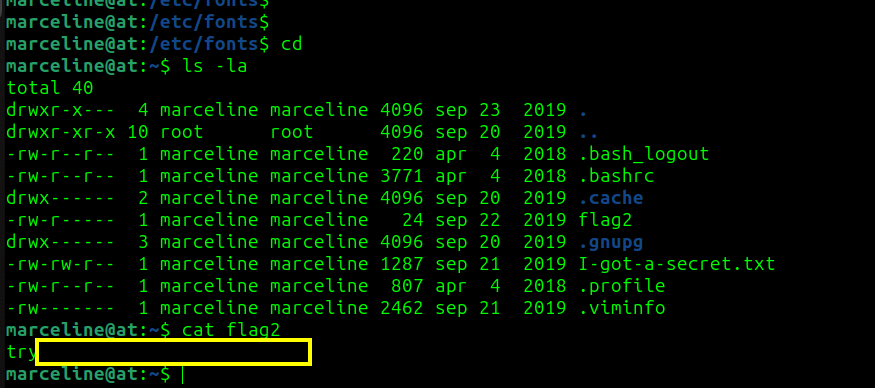 marceline@at:/etc/fonts$
marceline@at:/etc/fonts$
marceline@at:/etc/fonts$ cd
marceline@at:~$ ls -la
total 40
drwxr-x--- 4 marceline marceline 4096 sep 23 2019 .
drwxr-xr-x 10 root root 4096 sep 20 2019 ..
-rw-r--r-- 1 marceline marceline 220 apr 4 2018 .bash_logout
-rw-r--r-- 1 marceline marceline 3771 apr 4 2018 .bashrc
drwx------ 2 marceline marceline 4096 sep 20 2019 .cache
-rw-r----- 1 marceline marceline 24 sep 22 2019 flag2
drwx------ 3 marceline marceline 4096 sep 20 2019 .gnupg
-rw-rw-r-- 1 marceline marceline 1287 sep 21 2019 I-got-a-secret.txt
-rw-r--r-- 1 marceline marceline 807 apr 4 2018 .profile
-rw------- 1 marceline marceline 2462 sep 21 2019 .viminfo
marceline@at:~$ cat flag2
try
marceline@at:~$